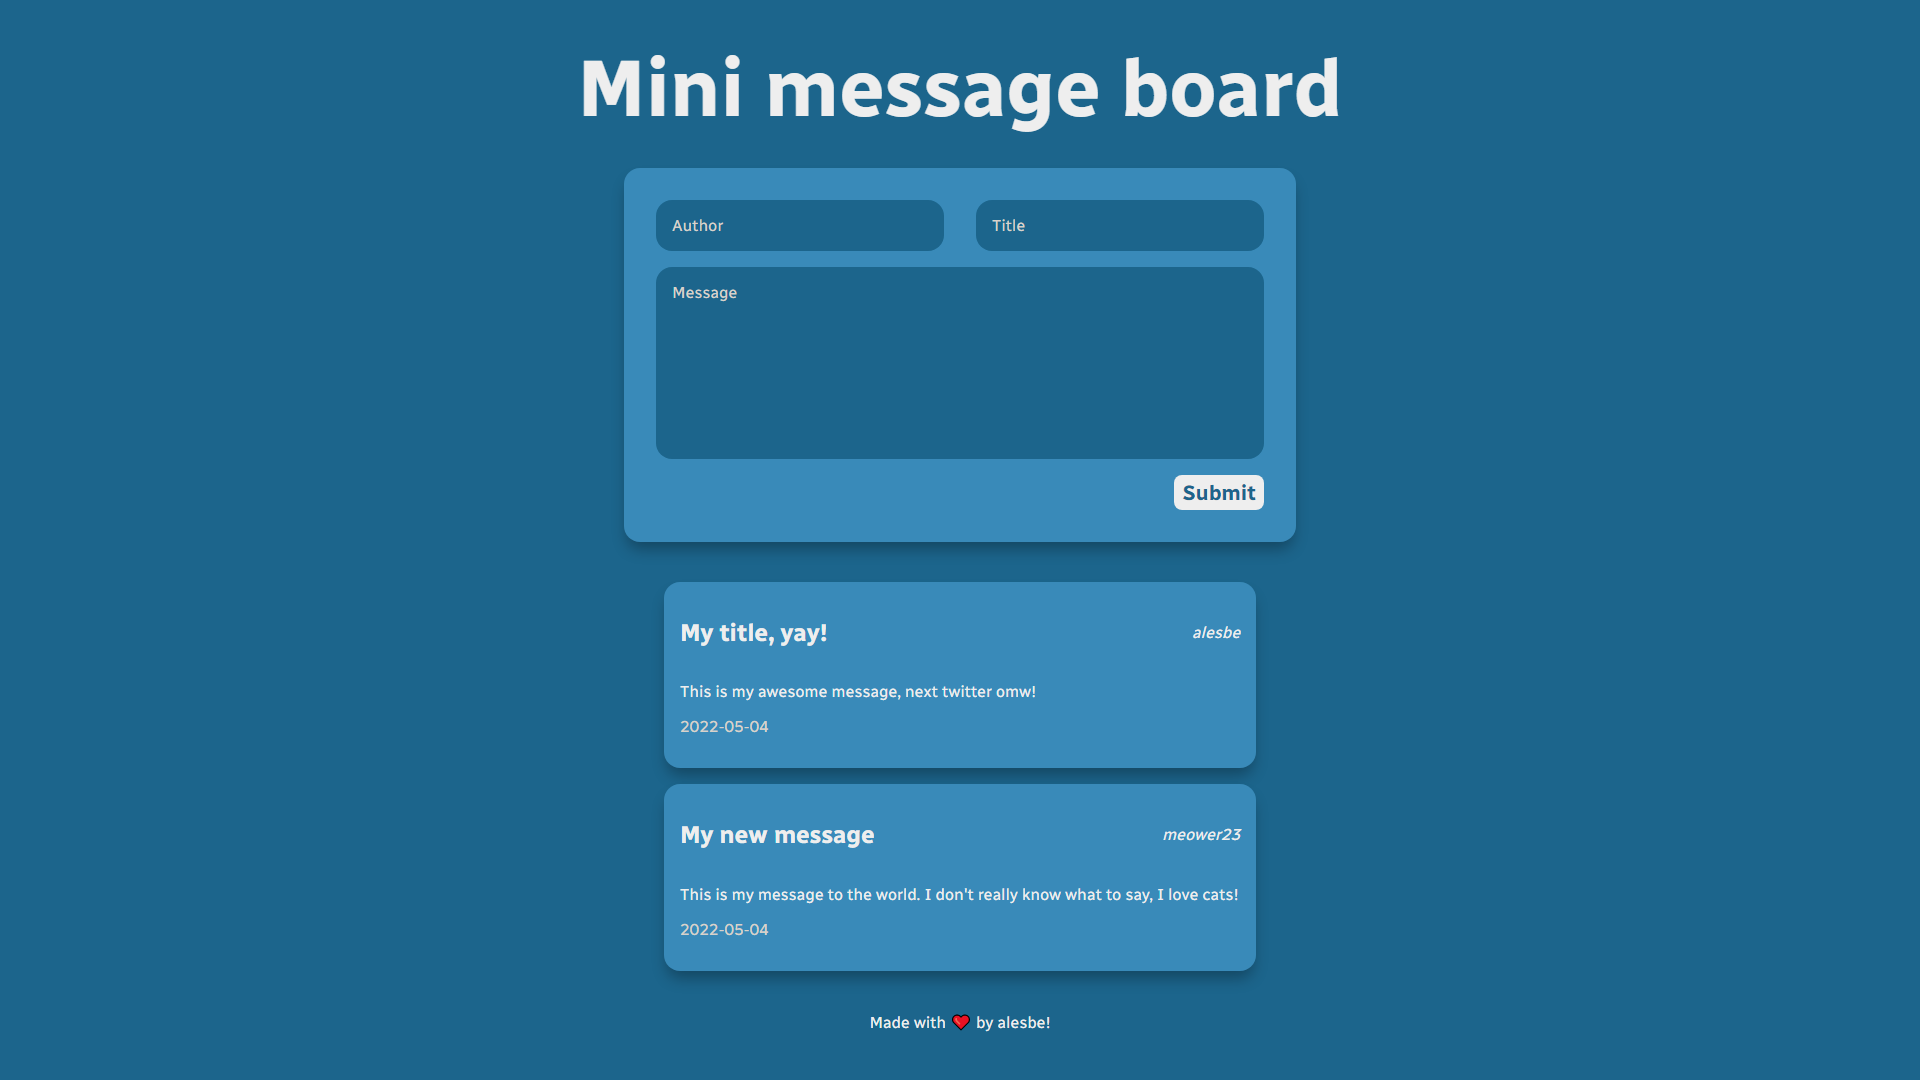 Mini message board
Author
Title
Message
Submit
My title, yay!
alesbe
This is my awesome message, next twitter omw!
2022-05-04
My new message
meower23
This is my message to the world. I don't really know what to say, I love cats!
2022-05-04
Made with ❤️ by alesbe!